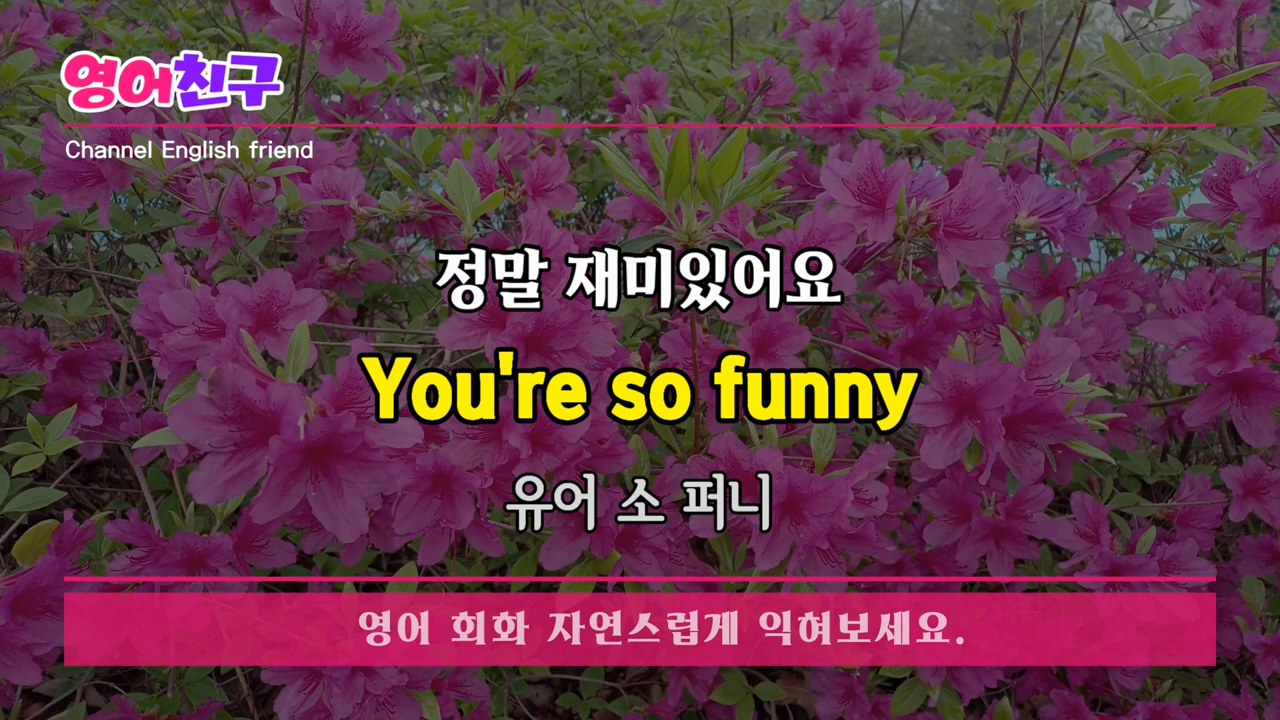 영어친구
Channel English friend
정말 재미있어요
You're so funny
유어 소 퍼니
영어 회화 자연스럽게 익혀보세요.